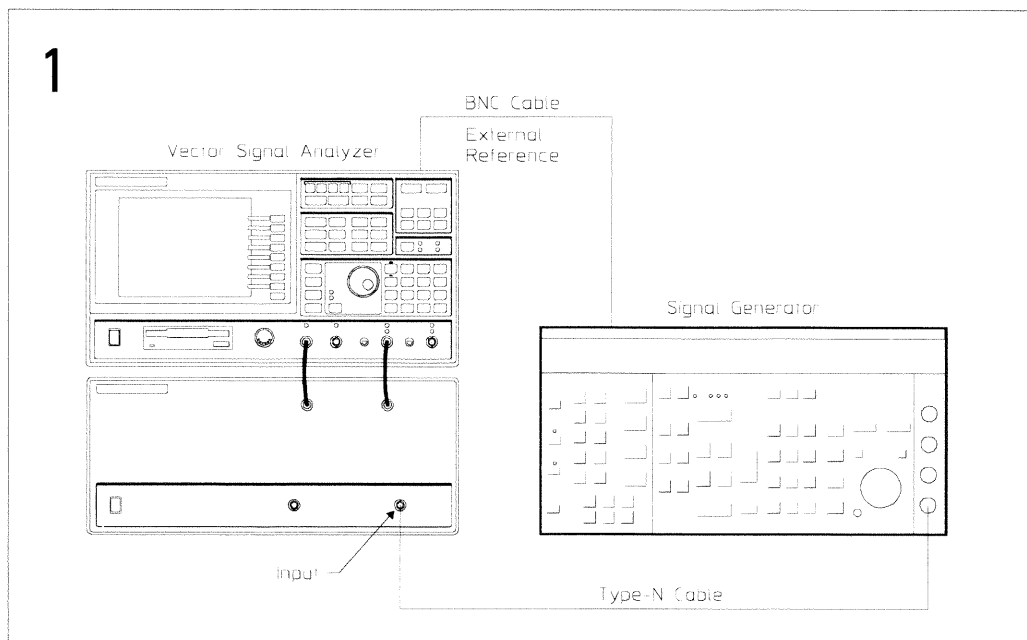 1
BNC Cable
External
Reference
Vector Signal Analyzer
Signal Generator
Input
Type-N Cable